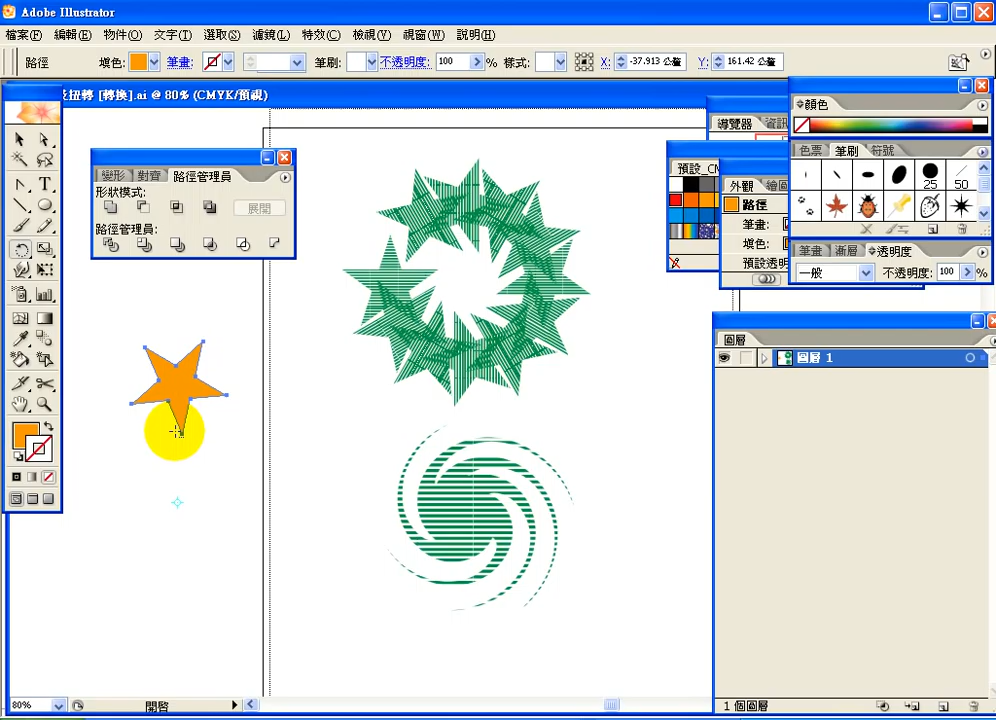 Adobe Illustrator
檔案(F) 編輯(E) 物件(O) 文字(T) 選取(S) 濾鏡(L) 特效(C) 檢視(V) 視窗(W) 說明(H)
路徑 填色: 筆畫: 筆刷: 不透明度: 100 % 樣式: X: -37.913 公釐 Y: 161.42 公釐
扭轉 [轉換].ai @ 80% (CMYK/預視)
變形 對齊 路徑管理員
形狀模式:
展開
路徑管理員:
導覽器 資訊
預設_C
外觀
路徑
筆畫:
填色:
預設透明
顏色
色票 筆刷 符號
25 50
筆畫 漸層 透明度
一般 不透明度: 100 %
圖層
圖層 1
1 個圖層
80% 開啓